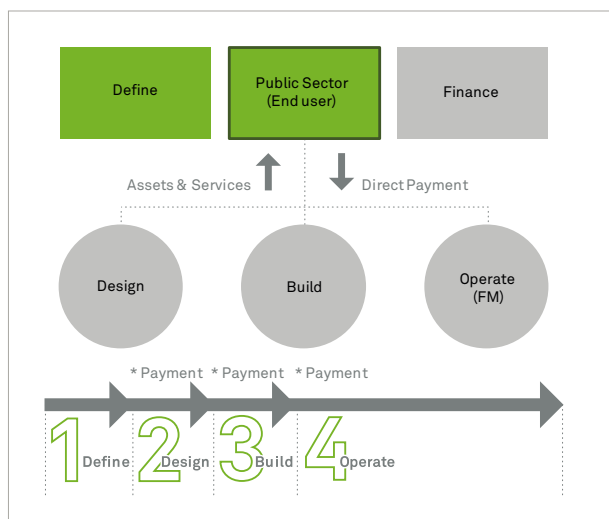 Define
Public Sector
(End user)
Finance
Assets & Services
Direct Payment
Design
Build
Operate
(FM)
* Payment
* Payment
* Payment
1 Define
2 Design
3 Build
4 Operate